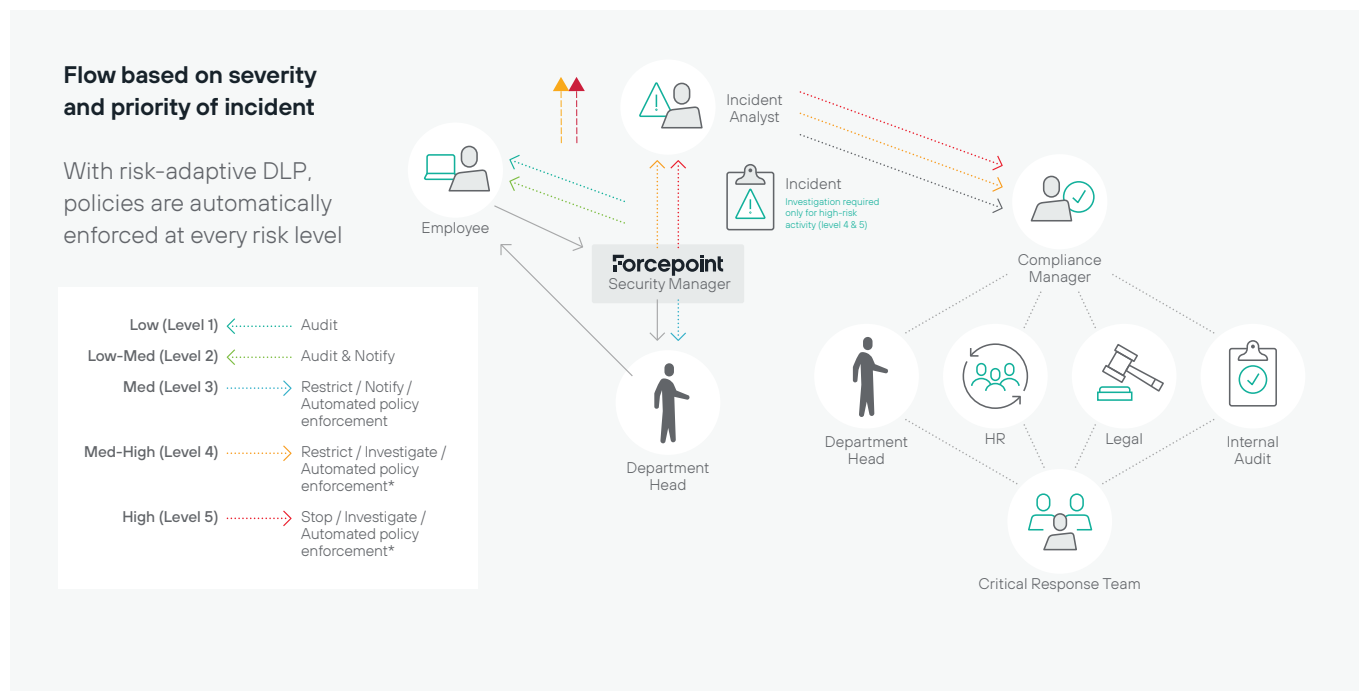 Flow based on severity
and priority of incident
With risk-adaptive DLP,
policies are automatically
enforced at every risk level
Low (Level 1)
Audit
Low-Med (Level 2)
Audit & Notify
Med (Level 3)
Restrict / Notify /
Automated policy
enforcement
Med-High (Level 4)
Restrict / Investigate /
Automated policy
enforcement*
High (Level 5)
Stop / Investigate /
Automated policy
enforcement*
Employee
Incident
Analyst
Incident
Investigation required
only for high-risk
activity (level 4 & 5)
Forcepoint
Security Manager
Department
Head
Compliance
Manager
Department
Head
HR
Legal
Internal
Audit
Critical Response Team